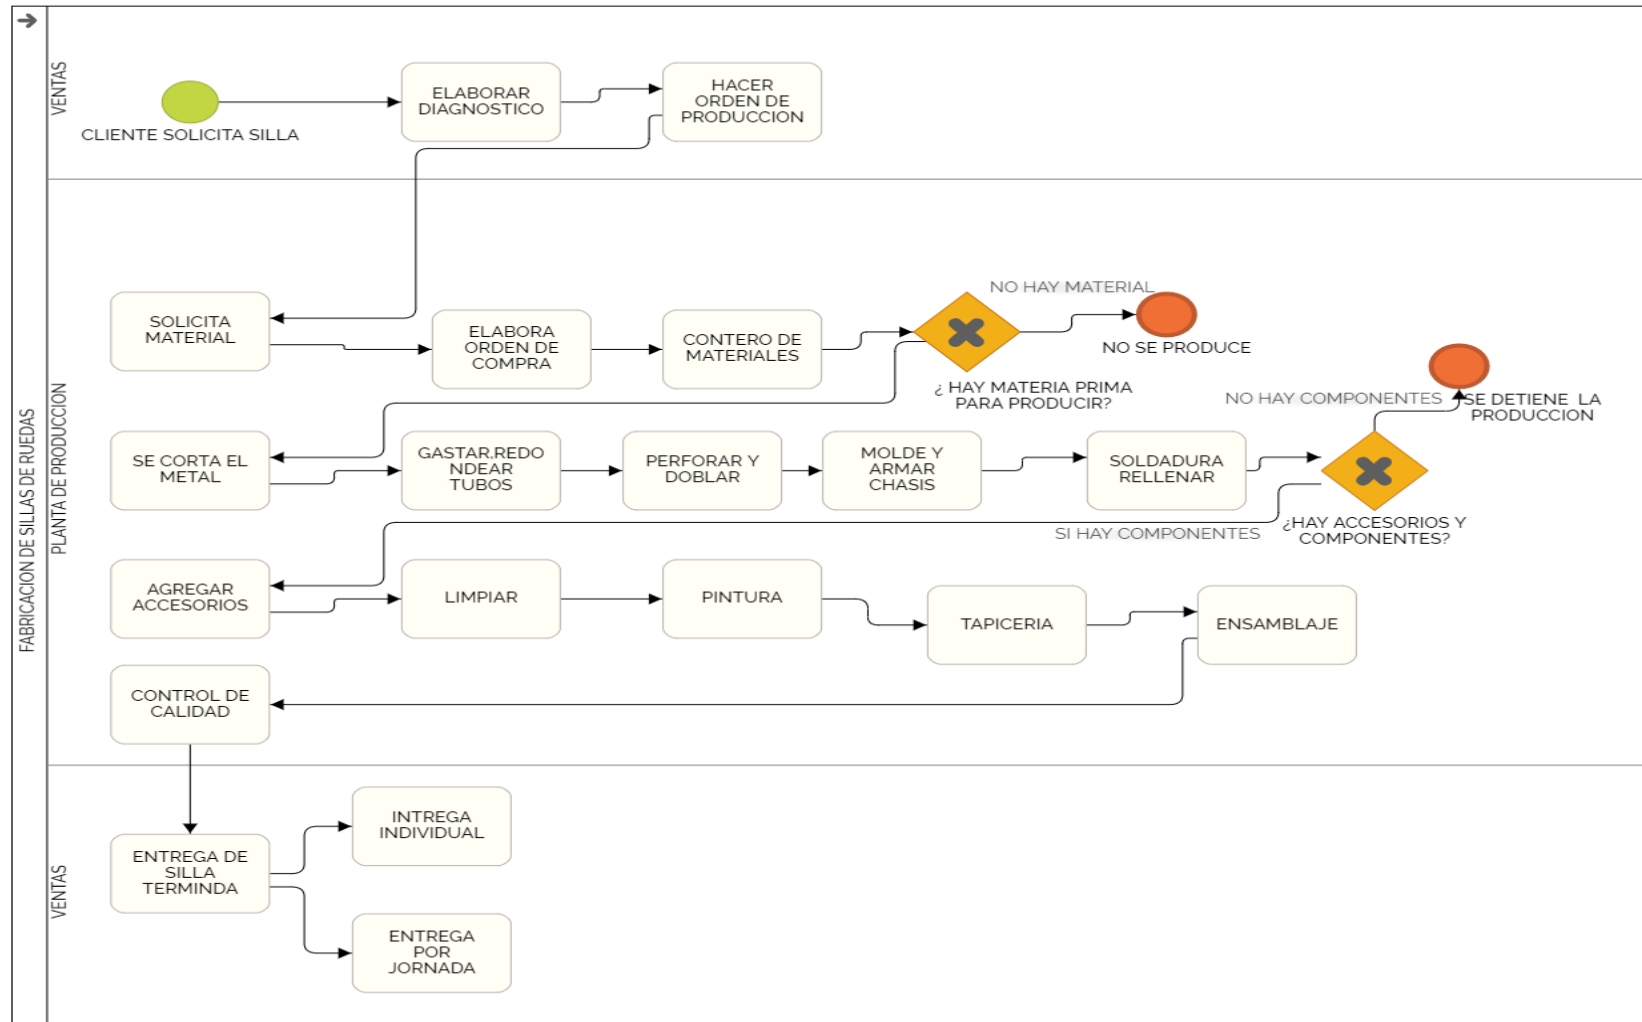 FABRICACION DE SILLAS DE RUEDAS
VENTAS
CLIENTE SOLICITA SILLA
ELABORAR
DIAGNOSTICO
HACER
ORDEN DE
PRODUCCION
PLANTA DE PRODUCCION
SOLICITA
MATERIAL
ELABORA
ORDEN DE
COMPRA
CONTERO DE
MATERIALES
¿ HAY MATERIA PRIMA
PARA PRODUCIR?
NO HAY MATERIAL
NO SE PRODUCE
SE CORTA EL
METAL
GASTAR,REDO
NDEAR
TUBOS
PERFORAR Y
DOBLAR
MOLDE Y
ARMAR
CHASIS
SOLDADURA
RELLENAR
¿HAY ACCESORIOS Y
COMPONENTES?
NO HAY COMPONENTES
SE DETIENE LA
PRODUCCION
SI HAY COMPONENTES
AGREGAR
ACCESORIOS
LIMPIAR
PINTURA
TAPICERIA
ENSAMBLAJE
CONTROL DE
CALIDAD
VENTAS
ENTREGA DE
SILLA
TERMINDA
INTREGA
INDIVIDUAL
ENTREGA
POR
JORNADA